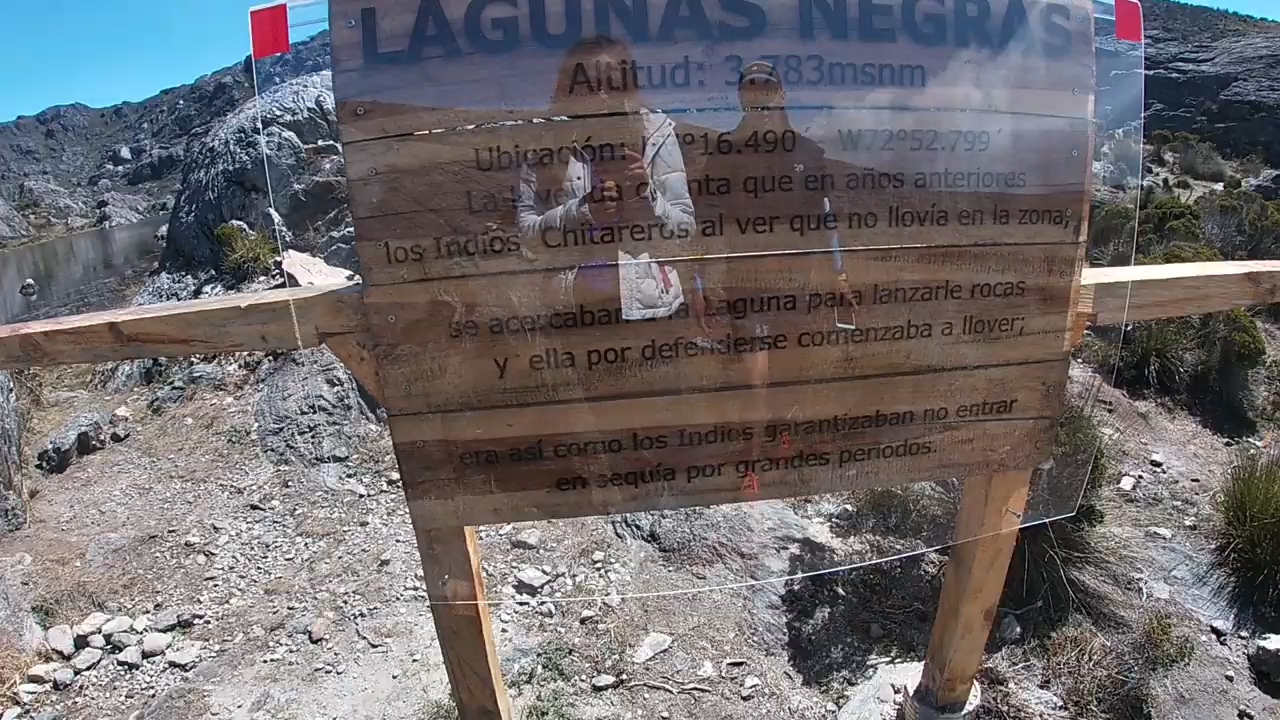 LAGUNAS NEGRAS
Altitud: 3.783msnm
Ubicación: °16.490´ W72°52.799´
La leyenda cuenta que en años anteriores
los Indios Chitareros al ver que no llovía en la zona;
se acercaban a la Laguna para lanzarle rocas
y ella por defenderse comenzaba a llover;
era así como los Indios garantizaban no entrar
en sequía por grandes periodos.